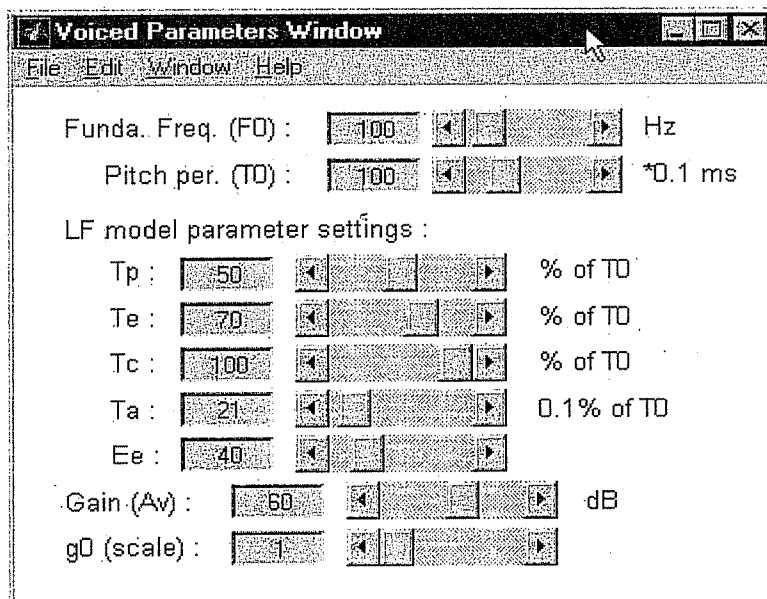 Voiced Parameters Window
File Edit Window Help
Funda. Freq. (F0) : 100 Hz
Pitch per. (T0) : 100 *0.1 ms
LF model parameter settings :
Tp : 50 % of T0
Te : 70 % of T0
Tc : 100 % of T0
Ta : 21 0.1% of T0
Ee : 40
Gain (Av) : 60 dB
g0 (scale) : 1